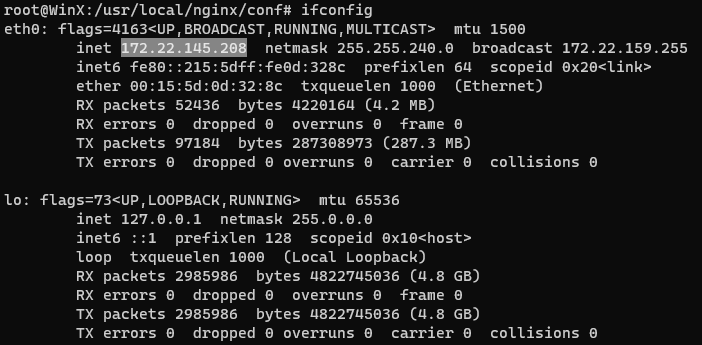 root@WinX:/usr/local/nginx/conf# ifconfig
eth0: flags=4163<UP,BROADCAST,RUNNING,MULTICAST>  mtu 1500
        inet 172.22.145.208  netmask 255.255.240.0  broadcast 172.22.159.255
        inet6 fe80::215:5dff:fe0d:328c  prefixlen 64  scopeid 0x20<link>
        ether 00:15:5d:0d:32:8c  txqueuelen 1000  (Ethernet)
        RX packets 52436  bytes 4220164 (4.2 MB)
        RX errors 0  dropped 0  overruns 0  frame 0
        TX packets 97184  bytes 287308973 (287.3 MB)
        TX errors 0  dropped 0 overruns 0  carrier 0  collisions 0

lo: flags=73<UP,LOOPBACK,RUNNING>  mtu 65536
        inet 127.0.0.1  netmask 255.0.0.0
        inet6 ::1  prefixlen 128  scopeid 0x10<host>
        loop  txqueuelen 1000  (Local Loopback)
        RX packets 2985986  bytes 4822745036 (4.8 GB)
        RX errors 0  dropped 0  overruns 0  frame 0
        TX packets 2985986  bytes 4822745036 (4.8 GB)
        TX errors 0  dropped 0 overruns 0  carrier 0  collisions 0